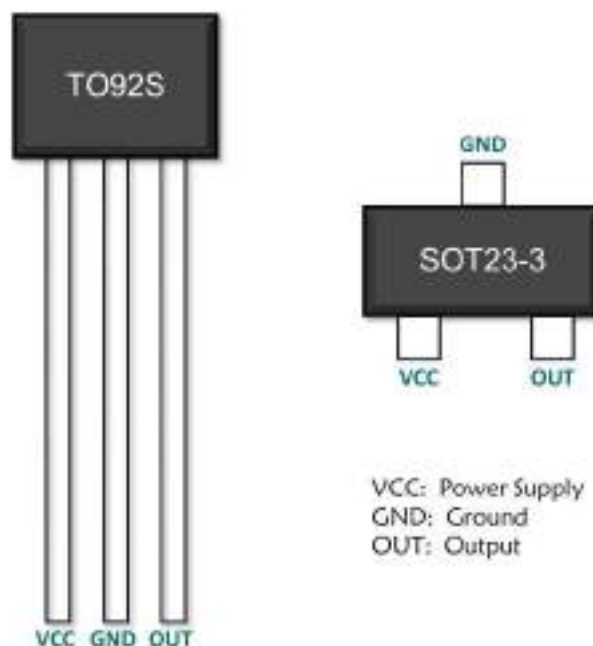 TO92S
VCC GND OUT
GND
SOT23-3
VCC OUT
VCC: Power Supply
GND: Ground
OUT: Output